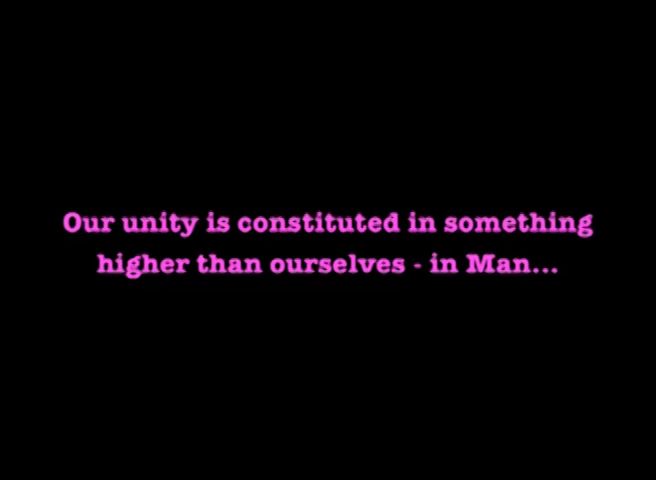 Our unity is constituted in something
higher than ourselves - in Man...